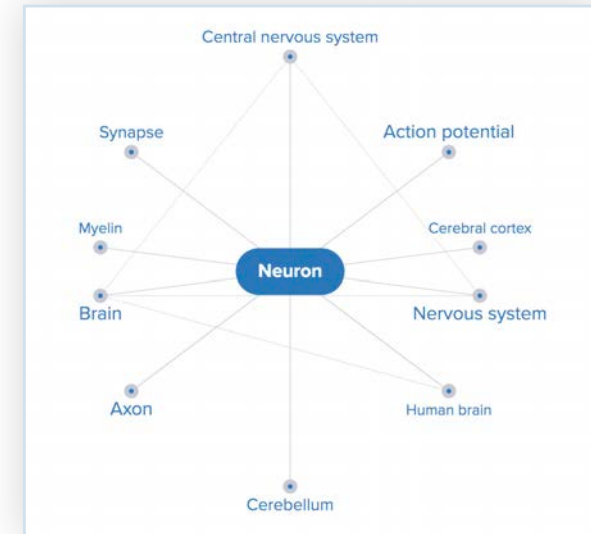 Central nervous system
Synapse
Action potential
Myelin
Cerebral cortex
Neuron
Brain
Nervous system
Axon
Human brain
Cerebellum